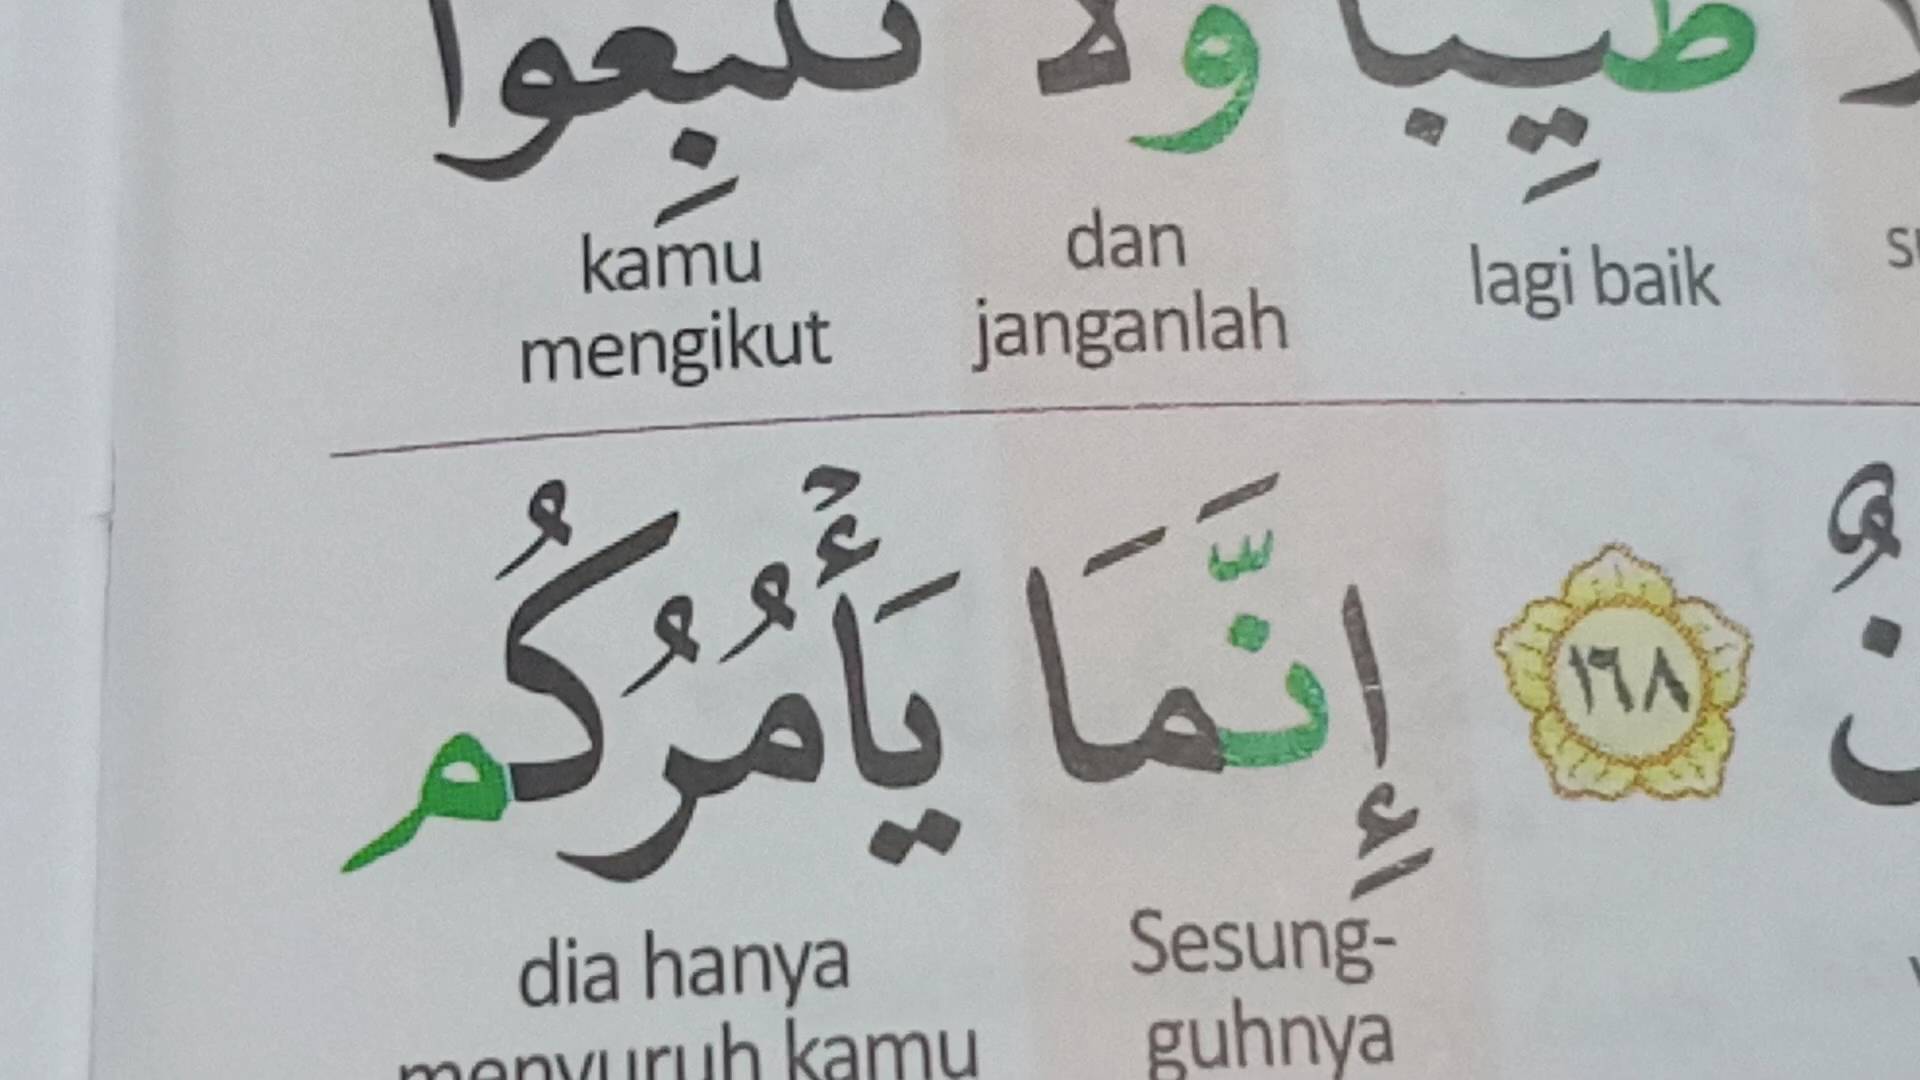 طَيِّبًا وَلَا تَتَّبِعُوا
lagi baik dan janganlah kamu mengikut
١٦٨ إِنَّمَا يَأْمُرُكُم
Sesung-guhnya dia hanya menyuruh kamu